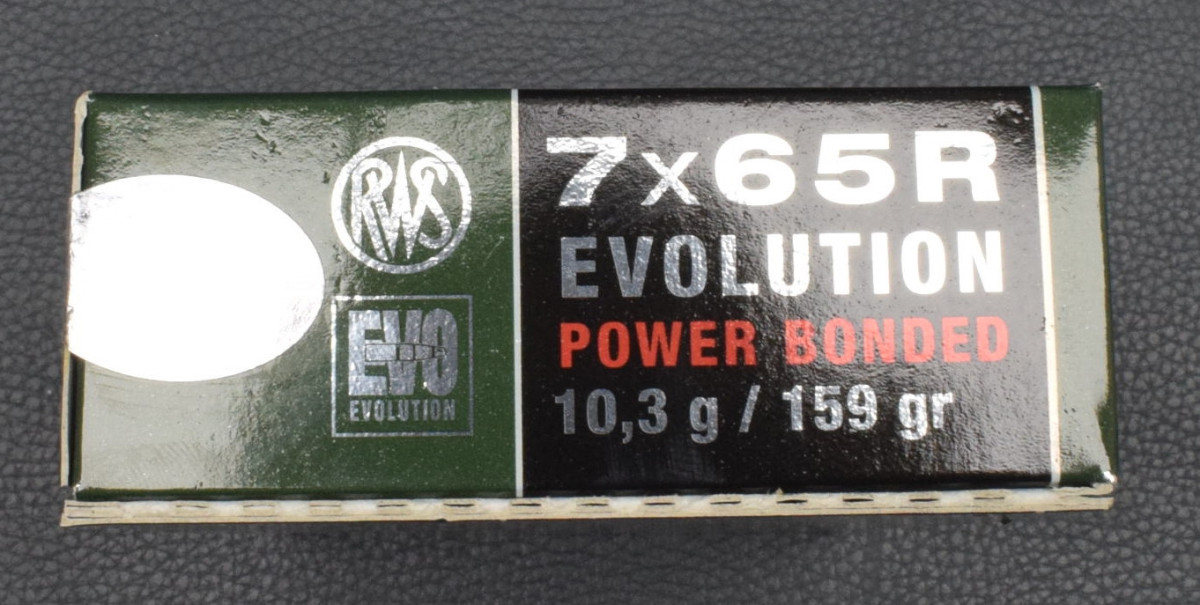 RWS
EVO
EVOLUTION
7x65R
EVOLUTION
POWER BONDED
10,3 g / 159 gr